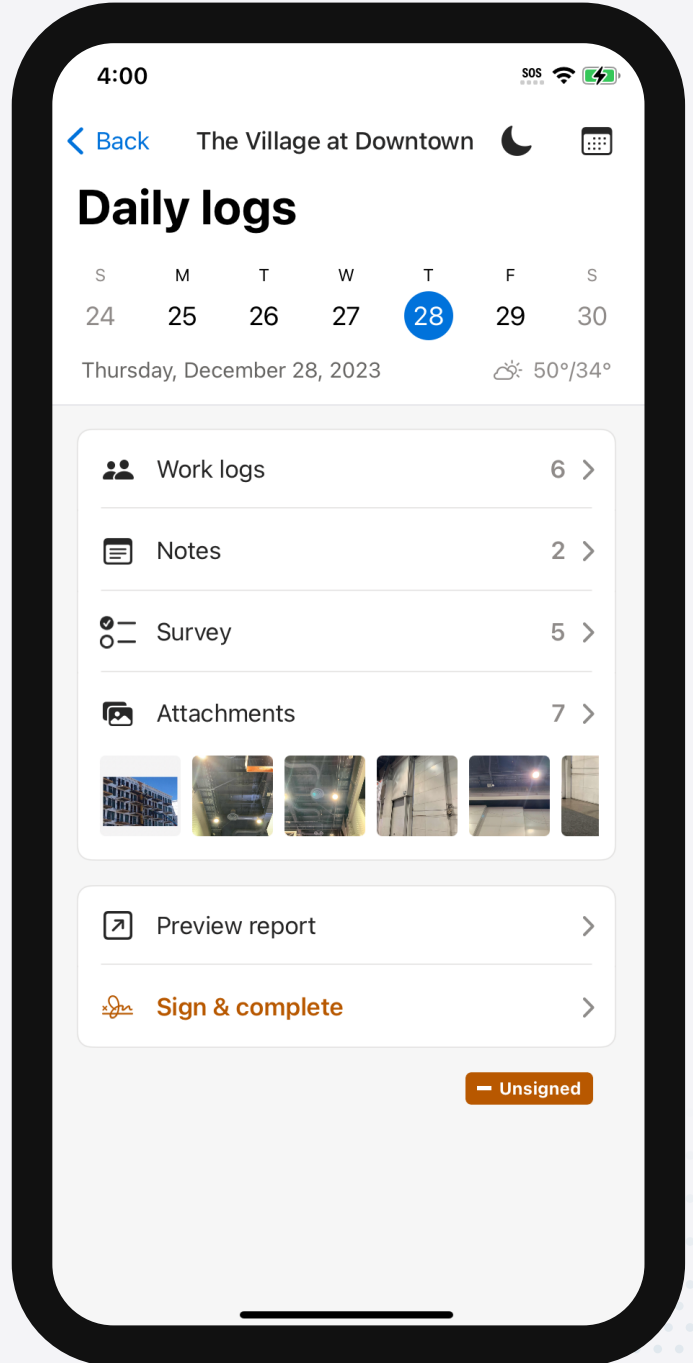 4:00 SOS
Back The Village at Downtown
Daily logs
S M T W T F S
24 25 26 27 28 29 30
Thursday, December 28, 2023 50°/34°
Work logs 6
Notes 2
Survey 5
Attachments 7
Preview report
Sign & complete
Unsigned